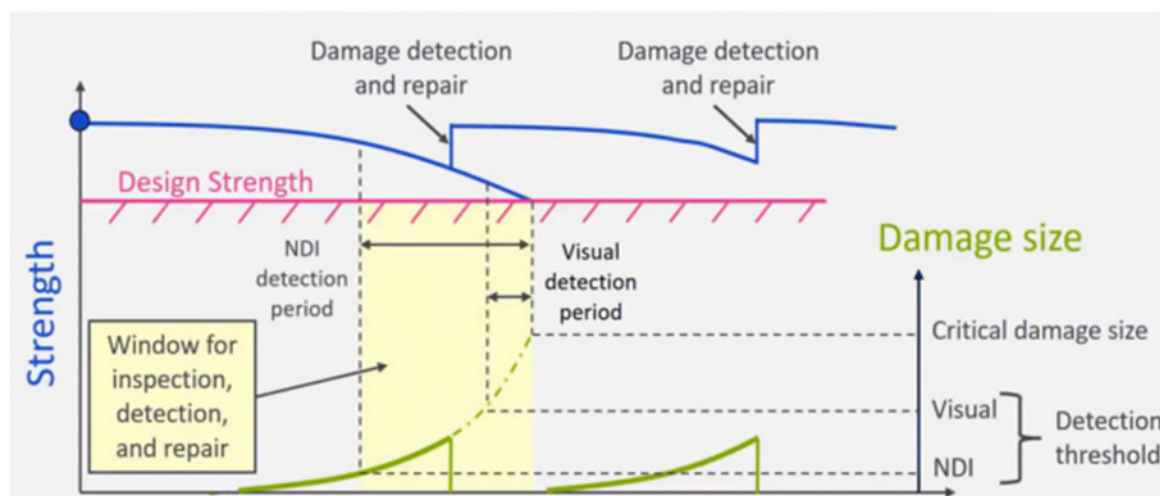 Damage detection
and repair
Damage detection
and repair
Design Strength
Strength
NDI
detection
period
Visual
detection
period
Damage size
Window for
inspection,
detection,
and repair
Critical damage size
Visual
NDI
Detection
threshold